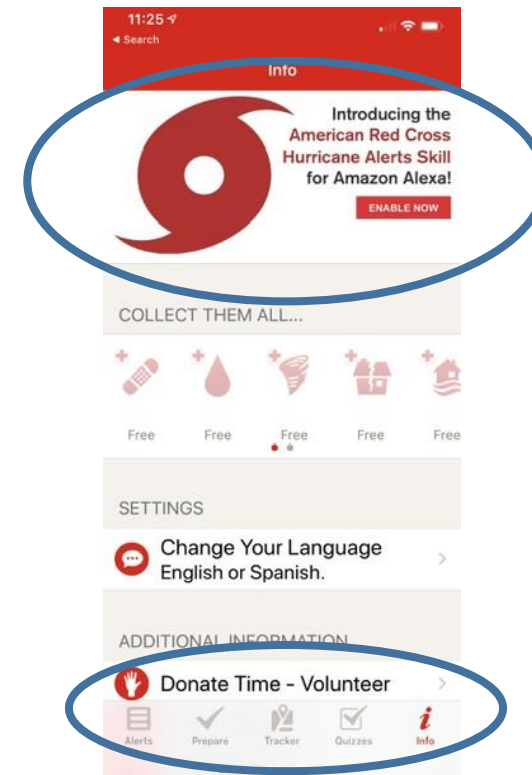 11:25
◀ Search
Info
Introducing the
American Red Cross
Hurricane Alerts Skill
for Amazon Alexa!
ENABLE NOW
COLLECT THEM ALL...
Free Free Free Free Free
SETTINGS
Change Your Language
English or Spanish.
ADDITIONAL INFORMATION
Donate Time - Volunteer
Alerts Prepare Tracker Quizzes Info